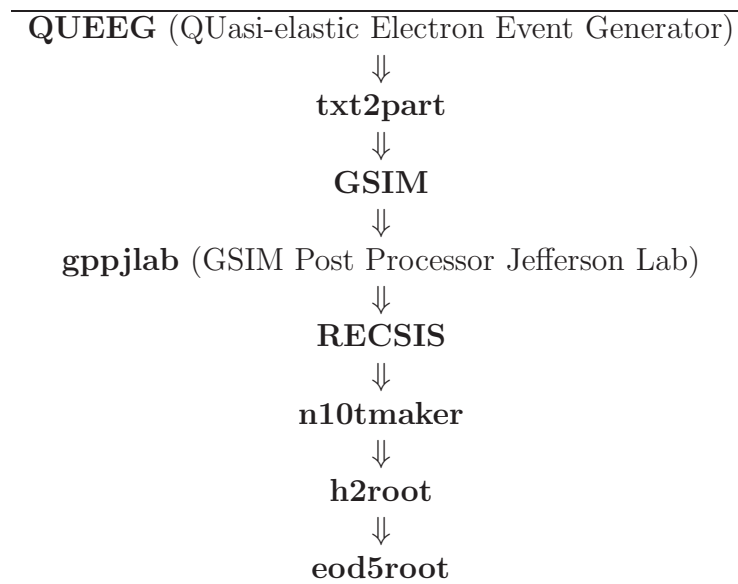 QUEEG (QUasi-elastic Electron Event Generator)
⇓
txt2part
⇓
GSIM
⇓
gppjlab (GSIM Post Processor Jefferson Lab)
⇓
RECSIS
⇓
n10tmaker
⇓
h2root
⇓
eod5root